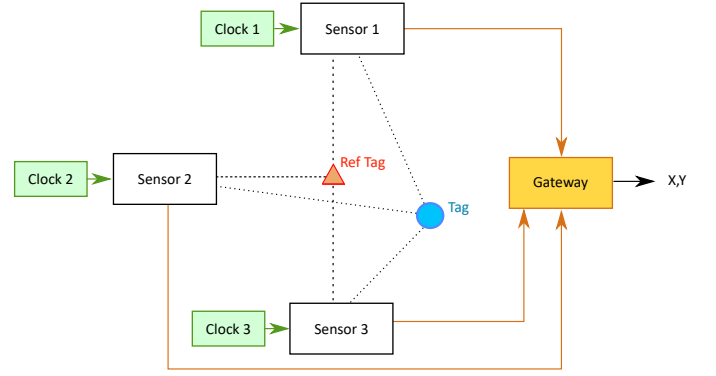 Clock 1
Sensor 1
Ref Tag
Clock 2
Sensor 2
Gateway
X,Y
Tag
Clock 3
Sensor 3